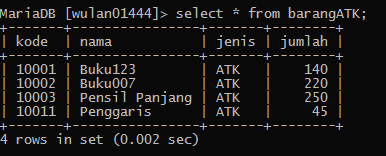 MariaDB [wulan01444]> select * from barangATK;
+-------+----------------+-------+--------+
| kode | nama | jenis | jumlah |
+-------+----------------+-------+--------+
| 10001 | Buku123 | ATK | 140 |
| 10002 | Buku007 | ATK | 220 |
| 10003 | Pensil Panjang | ATK | 250 |
| 10011 | Penggaris | ATK | 45 |
+-------+----------------+-------+--------+
4 rows in set (0.002 sec)